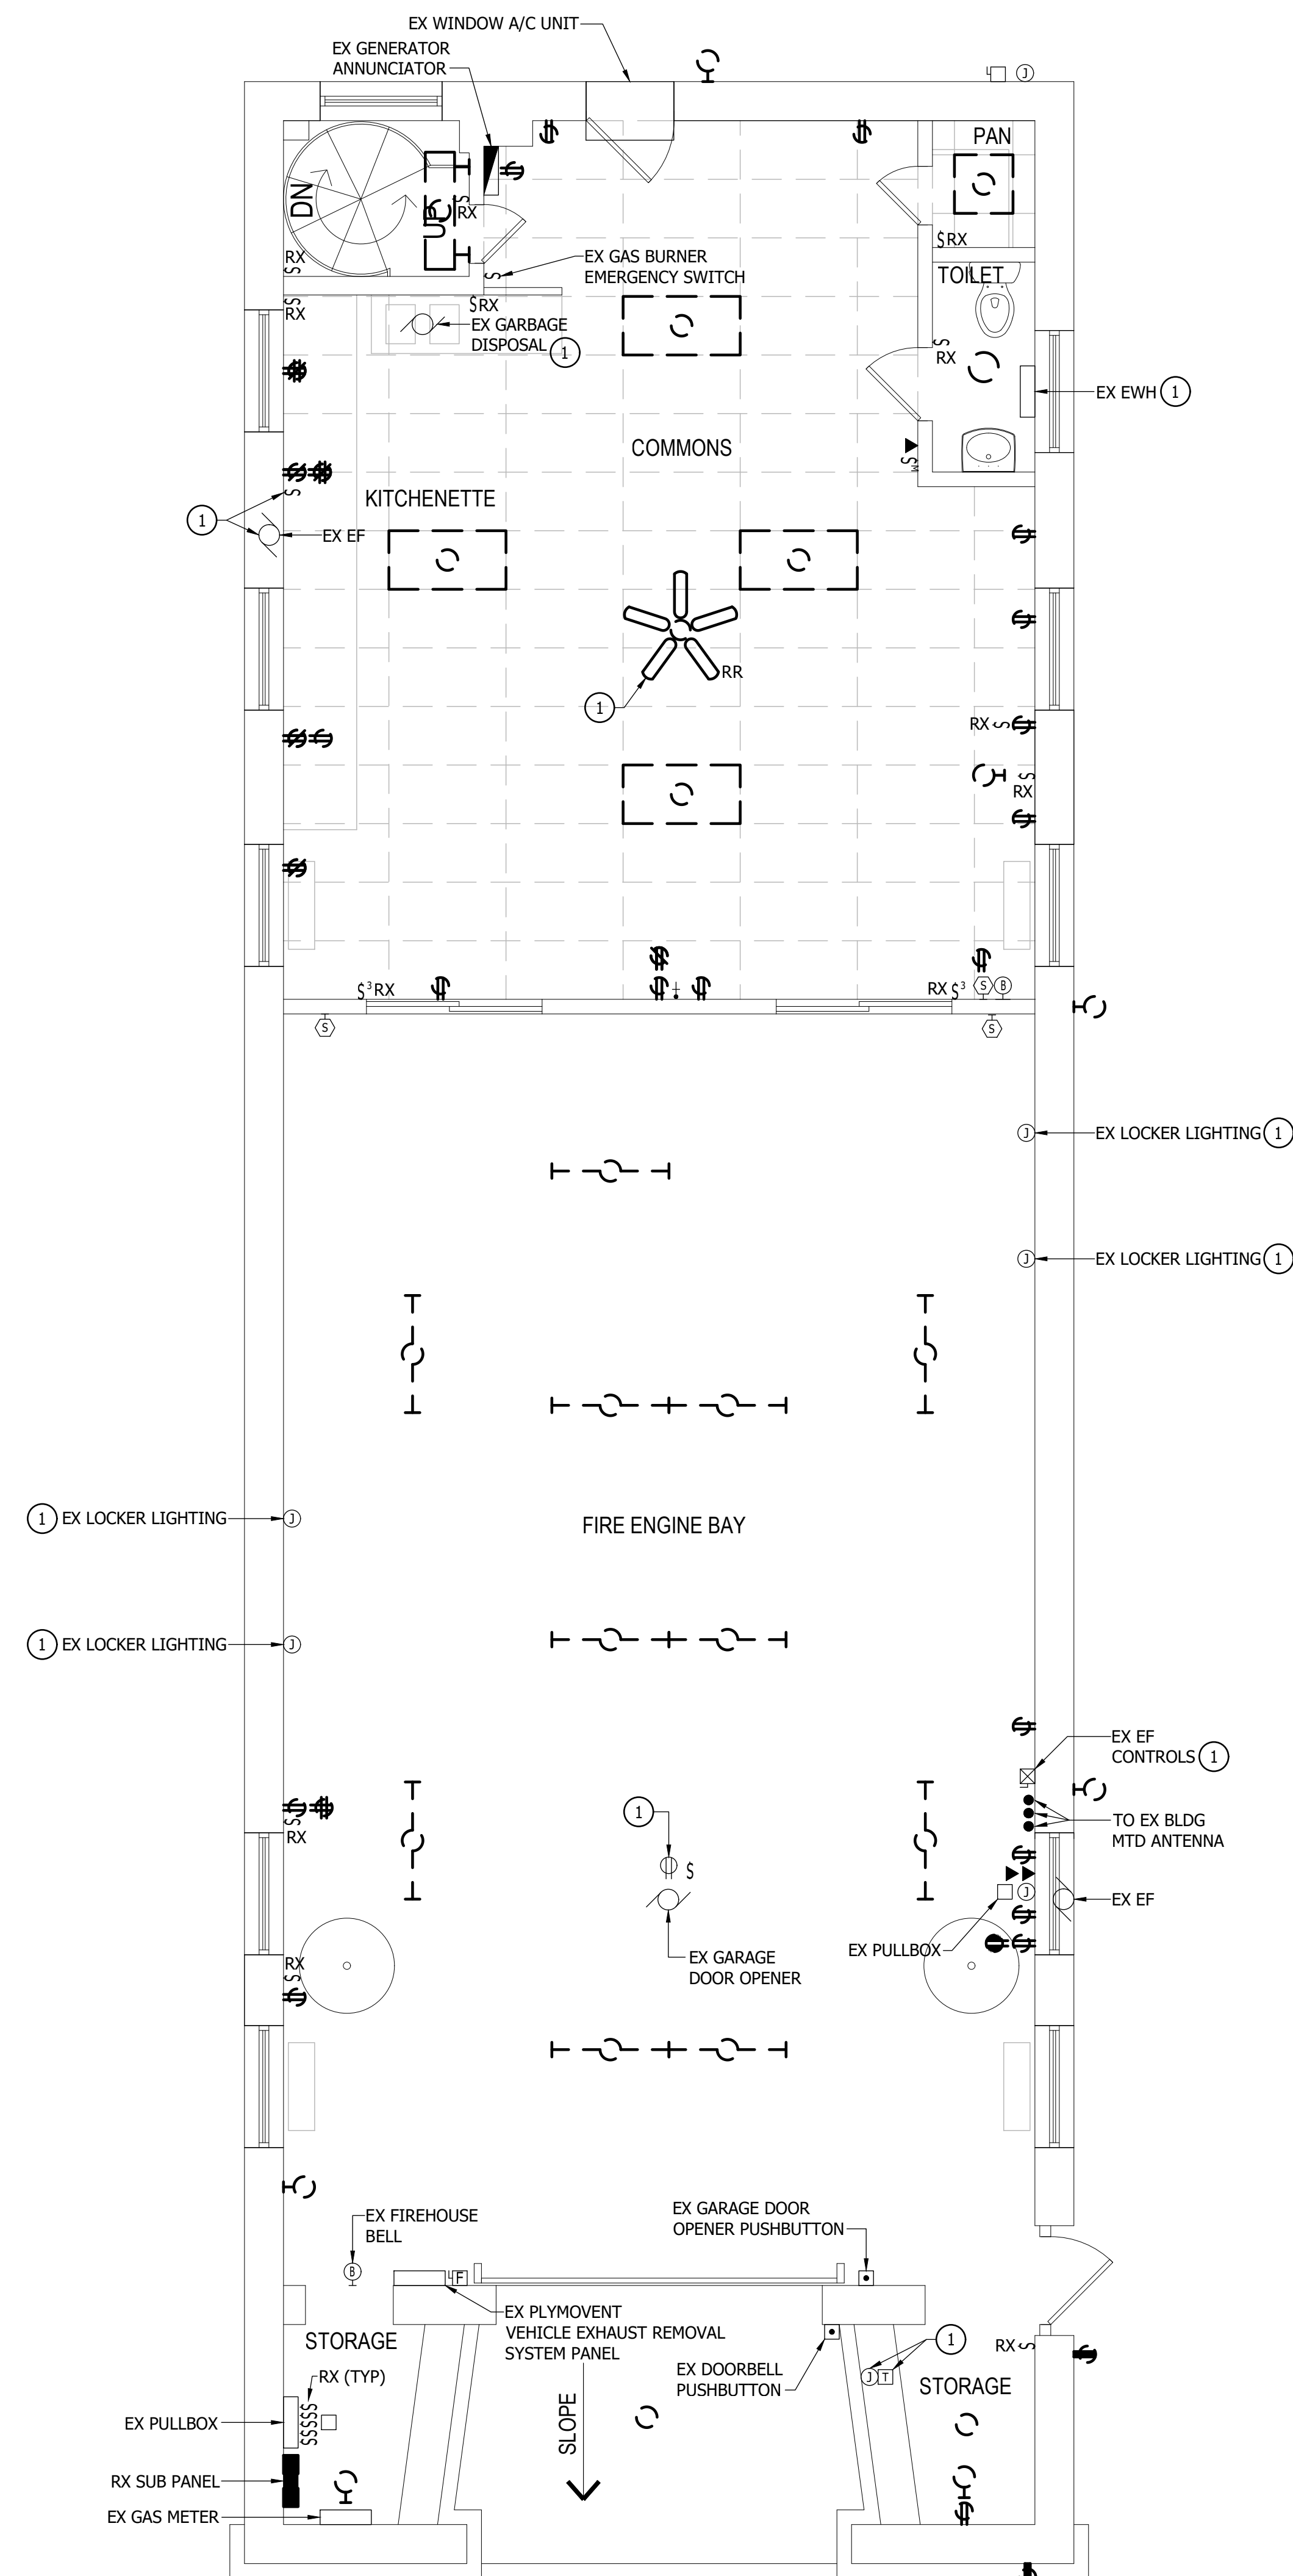 EX WINDOW A/C UNIT
EX GENERATOR
ANNUNCIATOR
J
PAN
DN
UP
RX
$RX
RX
EX GAS BURNER
EMERGENCY SWITCH
TOILET
$RX
RX
EX GARBAGE
DISPOSAL 1
RX
EX EWH 1
COMMONS
$M
KITCHENETTE
1
EX EF
RR
1
RX $
RX
$3 RX
RX $3
S
B
S
S
J EX LOCKER LIGHTING 1
J EX LOCKER LIGHTING 1
1 EX LOCKER LIGHTING J
FIRE ENGINE BAY
1 EX LOCKER LIGHTING J
EX EF
CONTROLS 1
TO EX BLDG
MTD ANTENNA
RX
1
$
J
EX EF
EX PULLBOX
EX GARAGE
DOOR OPENER
RX
EX FIREHOUSE
BELL
EX GARAGE DOOR
OPENER PUSHBUTTON
B
F
EX PLYMOVENT
VEHICLE EXHAUST REMOVAL
SYSTEM PANEL
STORAGE
RX $
1
EX DOORBELL
PUSHBUTTON
J T
STORAGE
RX (TYP)
$$$$$
EX PULLBOX
SLOPE
RX SUB PANEL
EX GAS METER